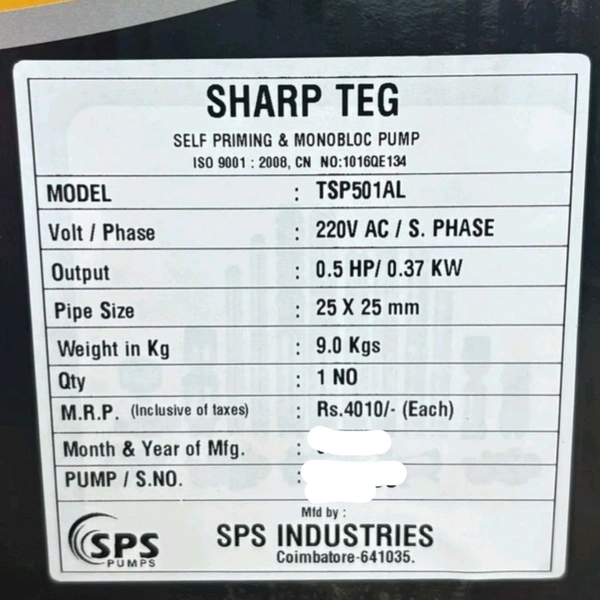 SHARP TEG
SELF PRIMING & MONOBLOC PUMP
ISO 9001 : 2008, CN NO:1016QE134
MODEL : TSP501AL
Volt / Phase : 220V AC / S. PHASE
Output : 0.5 HP/ 0.37 KW
Pipe Size : 25 X 25 mm
Weight in Kg : 9.0 Kgs
Qty : 1 NO
M.R.P. (Inclusive of taxes) : Rs.4010/- (Each)
Month & Year of Mfg. :
PUMP / S.NO. :
Mfd by :
SPS INDUSTRIES
Coimbatore-641035.
SPS
PUMPS